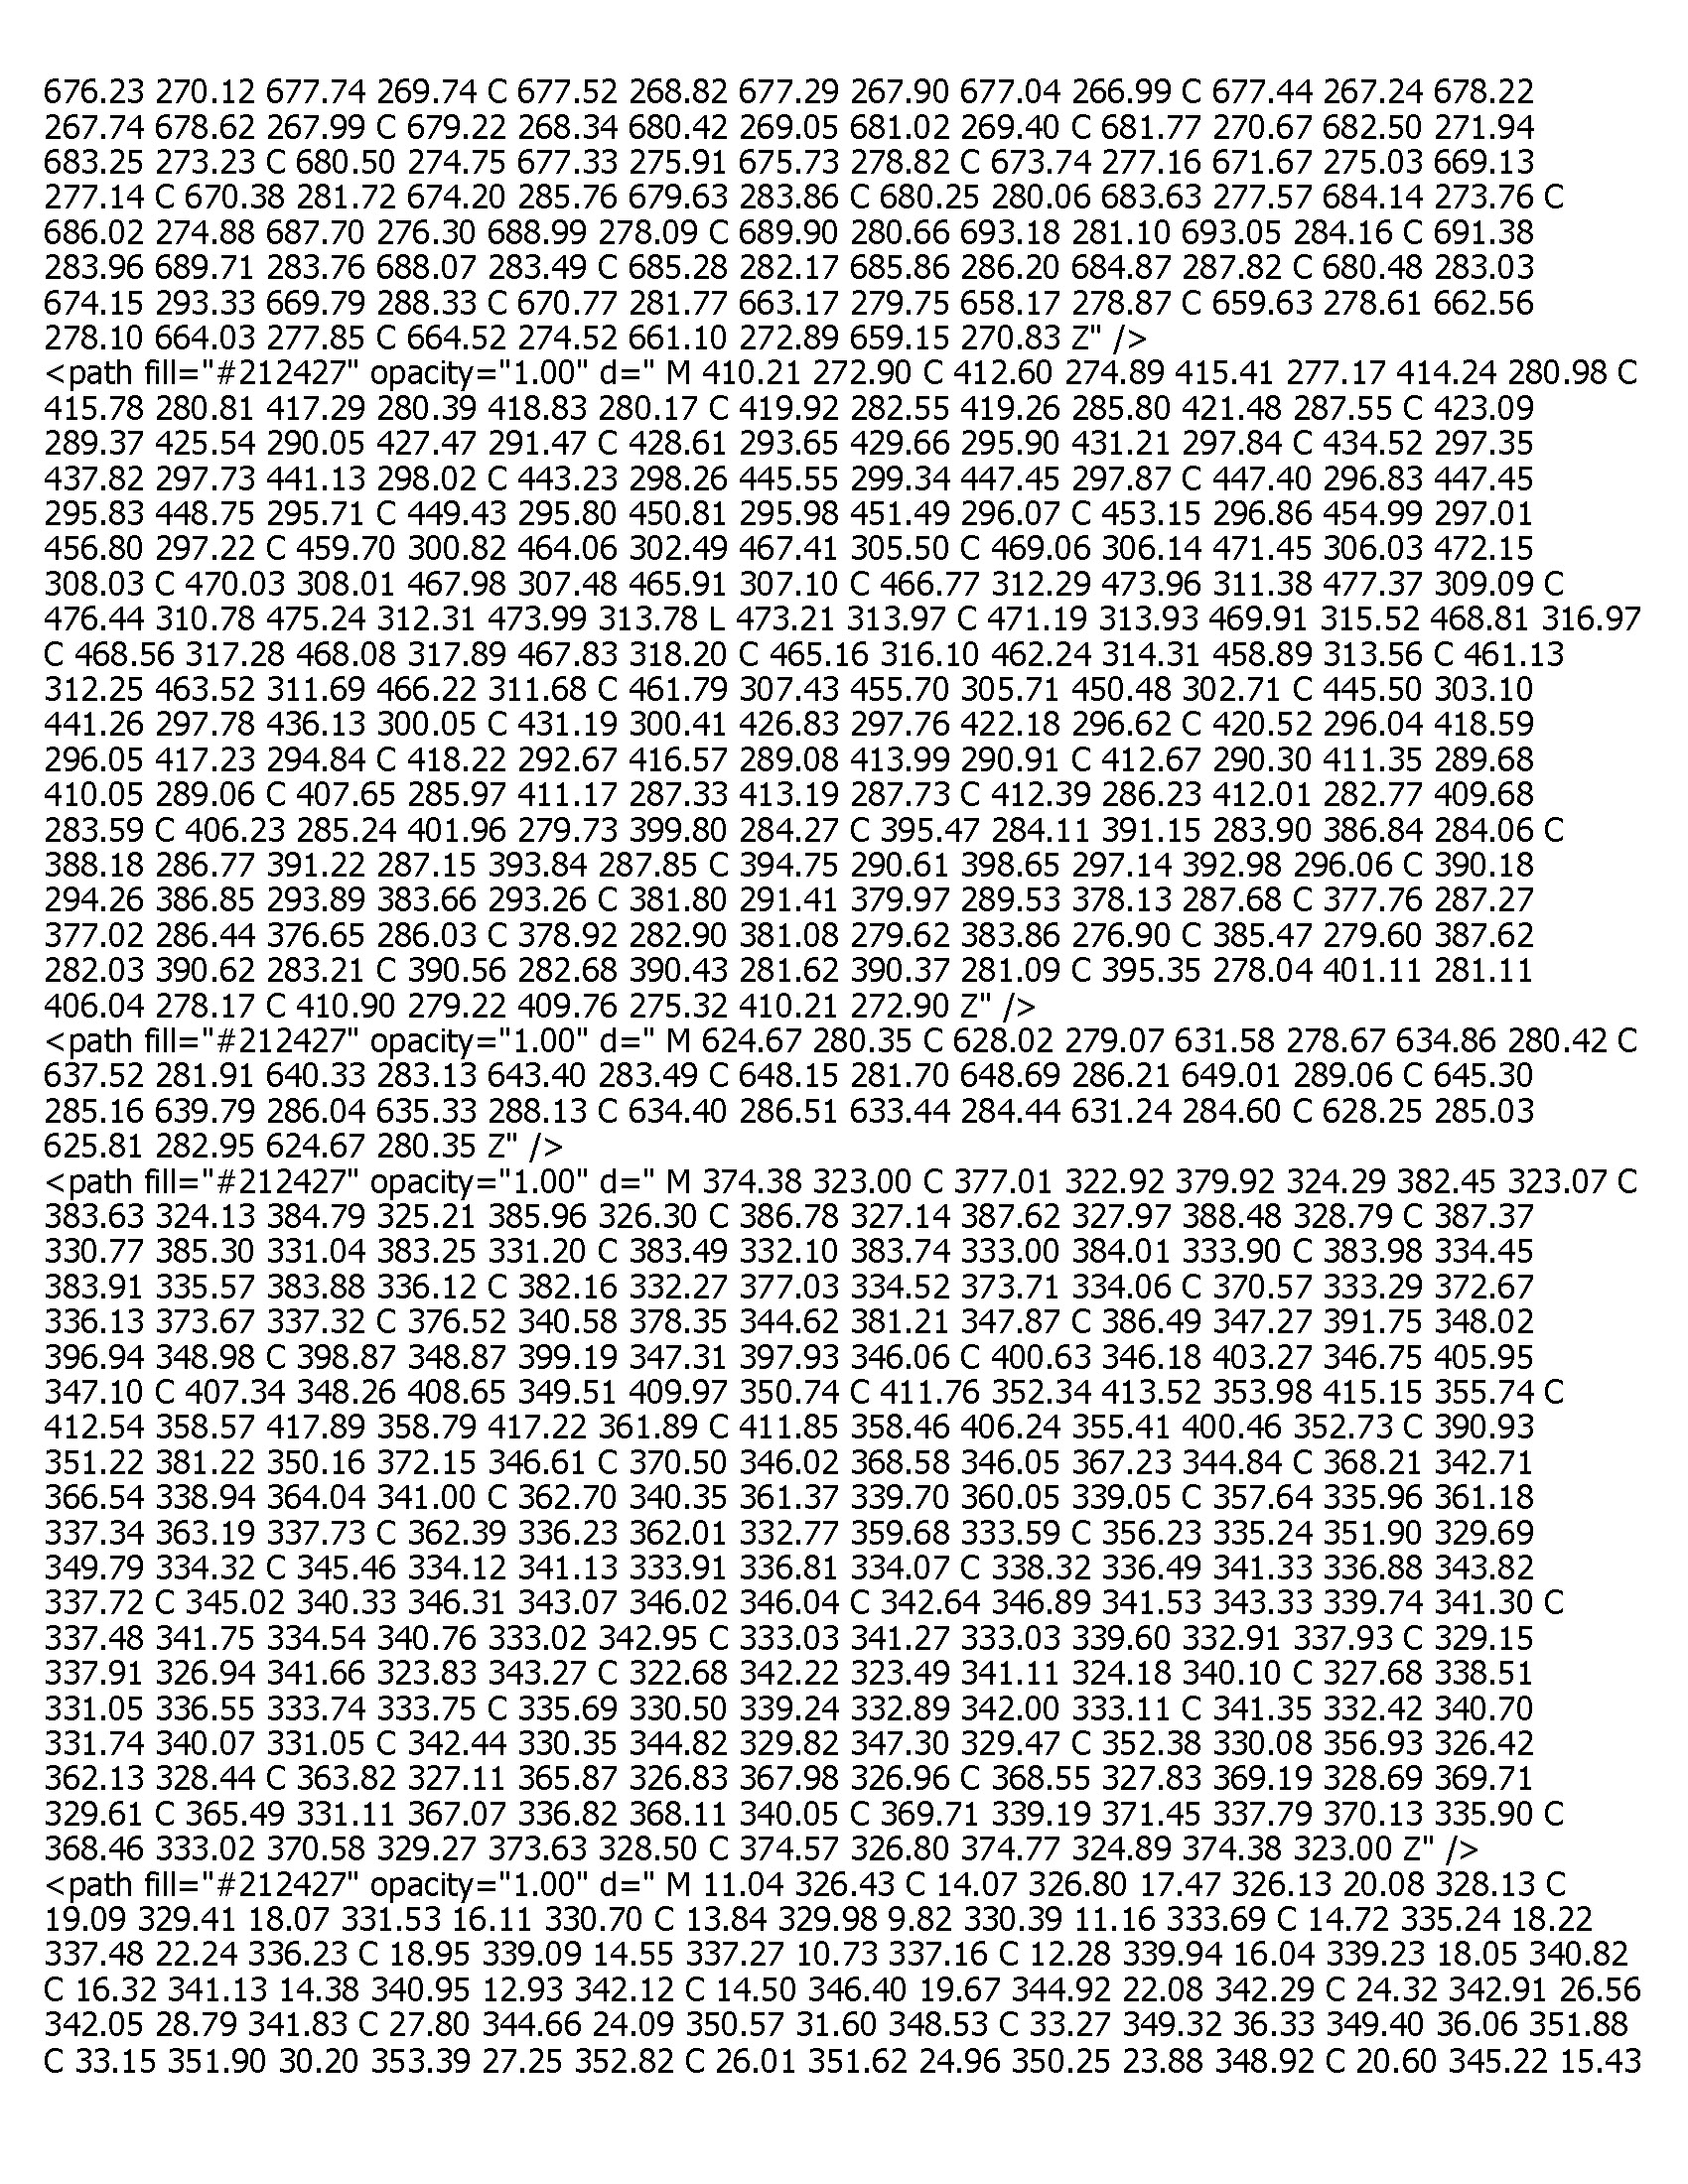 676.23 270.12 677.74 269.74 C 677.52 268.82 677.29 267.90 677.04 266.99 C 677.44 267.24 678.22
267.74 678.62 267.99 C 679.22 268.34 680.42 269.05 681.02 269.40 C 681.77 270.67 682.50 271.94
683.25 273.23 C 680.50 274.75 677.33 275.91 675.73 278.82 C 673.74 277.16 671.67 275.03 669.13
277.14 C 670.38 281.72 674.20 285.76 679.63 283.86 C 680.25 280.06 683.63 277.57 684.14 273.76 C
686.02 274.88 687.70 276.30 688.99 278.09 C 689.90 280.66 693.18 281.10 693.05 284.16 C 691.38
283.96 689.71 283.76 688.07 283.49 C 685.28 282.17 685.86 286.20 684.87 287.82 C 680.48 283.03
674.15 293.33 669.79 288.33 C 670.77 281.77 663.17 279.75 658.17 278.87 C 659.63 278.61 662.56
278.10 664.03 277.85 C 664.52 274.52 661.10 272.89 659.15 270.83 Z" />
<path fill="#212427" opacity="1.00" d=" M 410.21 272.90 C 412.60 274.89 415.41 277.17 414.24 280.98 C
415.78 280.81 417.29 280.39 418.83 280.17 C 419.92 282.55 419.26 285.80 421.48 287.55 C 423.09
289.37 425.54 290.05 427.47 291.47 C 428.61 293.65 429.66 295.90 431.21 297.84 C 434.52 297.35
437.82 297.73 441.13 298.02 C 443.23 298.26 445.55 299.34 447.45 297.87 C 447.40 296.83 447.45
295.83 448.75 295.71 C 449.43 295.80 450.81 295.98 451.49 296.07 C 453.15 296.86 454.99 297.01
456.80 297.22 C 459.70 300.82 464.06 302.49 467.41 305.50 C 469.06 306.14 471.45 306.03 472.15
308.03 C 470.03 308.01 467.98 307.48 465.91 307.10 C 466.77 312.29 473.96 311.38 477.37 309.09 C
476.44 310.78 475.24 312.31 473.99 313.78 L 473.21 313.97 C 471.19 313.93 469.91 315.52 468.81 316.97
C 468.56 317.28 468.08 317.89 467.83 318.20 C 465.16 316.10 462.24 314.31 458.89 313.56 C 461.13
312.25 463.52 311.69 466.22 311.68 C 461.79 307.43 455.70 305.71 450.48 302.71 C 445.50 303.10
441.26 297.78 436.13 300.05 C 431.19 300.41 426.83 297.76 422.18 296.62 C 420.52 296.04 418.59
296.05 417.23 294.84 C 418.22 292.67 416.57 289.08 413.99 290.91 C 412.67 290.30 411.35 289.68
410.05 289.06 C 407.65 285.97 411.17 287.33 413.19 287.73 C 412.39 286.23 412.01 282.77 409.68
283.59 C 406.23 285.24 401.96 279.73 399.80 284.27 C 395.47 284.11 391.15 283.90 386.84 284.06 C
388.18 286.77 391.22 287.15 393.84 287.85 C 394.75 290.61 398.65 297.14 392.98 296.06 C 390.18
294.26 386.85 293.89 383.66 293.26 C 381.80 291.41 379.97 289.53 378.13 287.68 C 377.76 287.27
377.02 286.44 376.65 286.03 C 378.92 282.90 381.08 279.62 383.86 276.90 C 385.47 279.60 387.62
282.03 390.62 283.21 C 390.56 282.68 390.43 281.62 390.37 281.09 C 395.35 278.04 401.11 281.11
406.04 278.17 C 410.90 279.22 409.76 275.32 410.21 272.90 Z" />
<path fill="#212427" opacity="1.00" d=" M 624.67 280.35 C 628.02 279.07 631.58 278.67 634.86 280.42 C
637.52 281.91 640.33 283.13 643.40 283.49 C 648.15 281.70 648.69 286.21 649.01 289.06 C 645.30
285.16 639.79 286.04 635.33 288.13 C 634.40 286.51 633.44 284.44 631.24 284.60 C 628.25 285.03
625.81 282.95 624.67 280.35 Z" />
<path fill="#212427" opacity="1.00" d=" M 374.38 323.00 C 377.01 322.92 379.92 324.29 382.45 323.07 C
383.63 324.13 384.79 325.21 385.96 326.30 C 386.78 327.14 387.62 327.97 388.48 328.79 C 387.37
330.77 385.30 331.04 383.25 331.20 C 383.49 332.10 383.74 333.00 384.01 333.90 C 383.98 334.45
383.91 335.57 383.88 336.12 C 382.16 332.27 377.03 334.52 373.71 334.06 C 370.57 333.29 372.67
336.13 373.67 337.32 C 376.52 340.58 378.35 344.62 381.21 347.87 C 386.49 347.27 391.75 348.02
396.94 348.98 C 398.87 348.87 399.19 347.31 397.93 346.06 C 400.63 346.18 403.27 346.75 405.95
347.10 C 407.34 348.26 408.65 349.51 409.97 350.74 C 411.76 352.34 413.52 353.98 415.15 355.74 C
412.54 358.57 417.89 358.79 417.22 361.89 C 411.85 358.46 406.24 355.41 400.46 352.73 C 390.93
351.22 381.22 350.16 372.15 346.61 C 370.50 346.02 368.58 346.05 367.23 344.84 C 368.21 342.71
366.54 338.94 364.04 341.00 C 362.70 340.35 361.37 339.70 360.05 339.05 C 357.64 335.96 361.18
337.34 363.19 337.73 C 362.39 336.23 362.01 332.77 359.68 333.59 C 356.23 335.24 351.90 329.69
349.79 334.32 C 345.46 334.12 341.13 333.91 336.81 334.07 C 338.32 336.49 341.33 336.88 343.82
337.72 C 345.02 340.33 346.31 343.07 346.02 346.04 C 342.64 346.89 341.53 343.33 339.74 341.30 C
337.48 341.75 334.54 340.76 333.02 342.95 C 333.03 341.27 333.03 339.60 332.91 337.93 C 329.15
337.91 326.94 341.66 323.83 343.27 C 322.68 342.22 323.49 341.11 324.18 340.10 C 327.68 338.51
331.05 336.55 333.74 333.75 C 335.69 330.50 339.24 332.89 342.00 333.11 C 341.35 332.42 340.70
331.74 340.07 331.05 C 342.44 330.35 344.82 329.82 347.30 329.47 C 352.38 330.08 356.93 326.42
362.13 328.44 C 363.82 327.11 365.87 326.83 367.98 326.96 C 368.55 327.83 369.19 328.69 369.71
329.61 C 365.49 331.11 367.07 336.82 368.11 340.05 C 369.71 339.19 371.45 337.79 370.13 335.90 C
368.46 333.02 370.58 329.27 373.63 328.50 C 374.57 326.80 374.77 324.89 374.38 323.00 Z" />
<path fill="#212427" opacity="1.00" d=" M 11.04 326.43 C 14.07 326.80 17.47 326.13 20.08 328.13 C
19.09 329.41 18.07 331.53 16.11 330.70 C 13.84 329.98 9.82 330.39 11.16 333.69 C 14.72 335.24 18.22
337.48 22.24 336.23 C 18.95 339.09 14.55 337.27 10.73 337.16 C 12.28 339.94 16.04 339.23 18.05 340.82
C 16.32 341.13 14.38 340.95 12.93 342.12 C 14.50 346.40 19.67 344.92 22.08 342.29 C 24.32 342.91 26.56
342.05 28.79 341.83 C 27.80 344.66 24.09 350.57 31.60 348.53 C 33.27 349.32 36.33 349.40 36.06 351.88
C 33.15 351.90 30.20 353.39 27.25 352.82 C 26.01 351.62 24.96 350.25 23.88 348.92 C 20.60 345.22 15.43